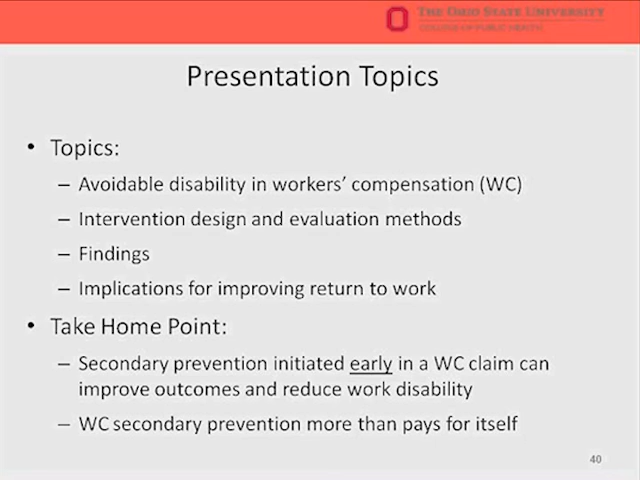 THE OHIO STATE UNIVERSITY
COLLEGE OF PUBLIC HEALTH
Presentation Topics
• Topics:
– Avoidable disability in workers’ compensation (WC)
– Intervention design and evaluation methods
– Findings
– Implications for improving return to work
• Take Home Point:
– Secondary prevention initiated early in a WC claim can
improve outcomes and reduce work disability
– WC secondary prevention more than pays for itself
40